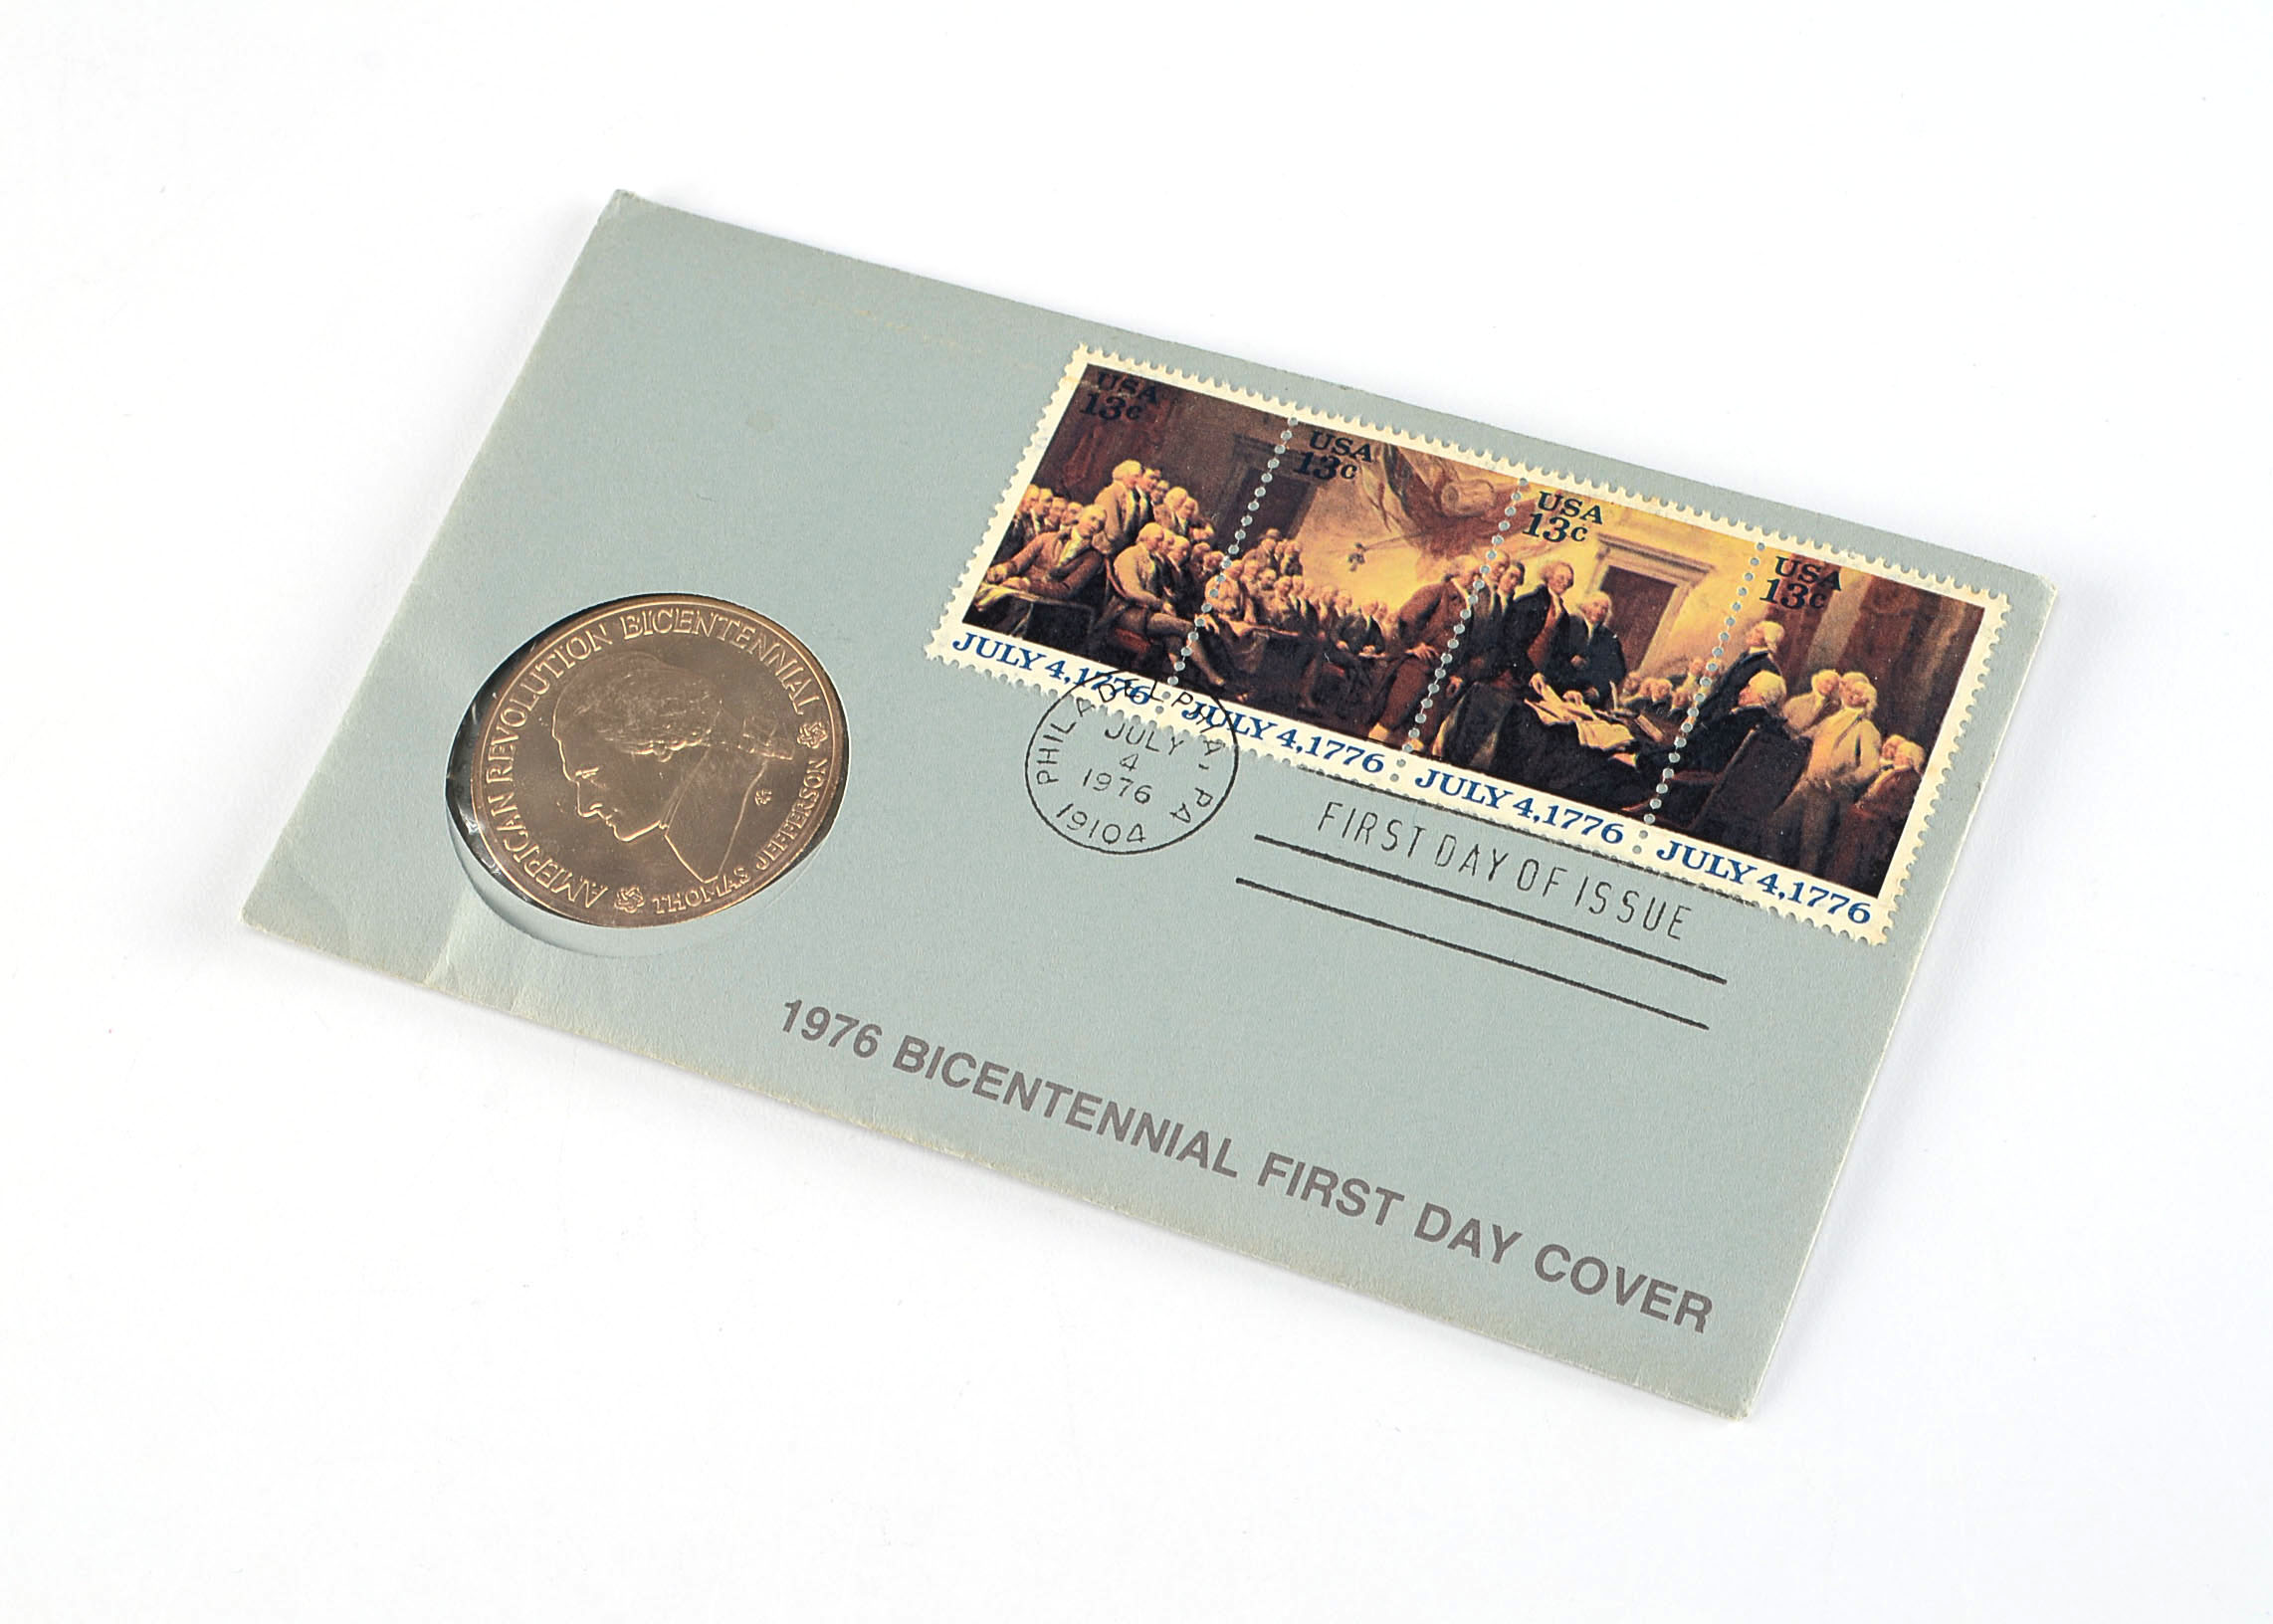 USA
13c
USA
13c
USA
13c
USA
13c
JULY 4,1776
JULY 4,1776
JULY 4,1776
JULY 4,1776
AMERICAN REVOLUTION BICENTENNIAL
THOMAS JEFFERSON
PHILADELPHIA - PA
JULY
4
1976
19104
FIRST DAY OF ISSUE
1976 BICENTENNIAL FIRST DAY COVER